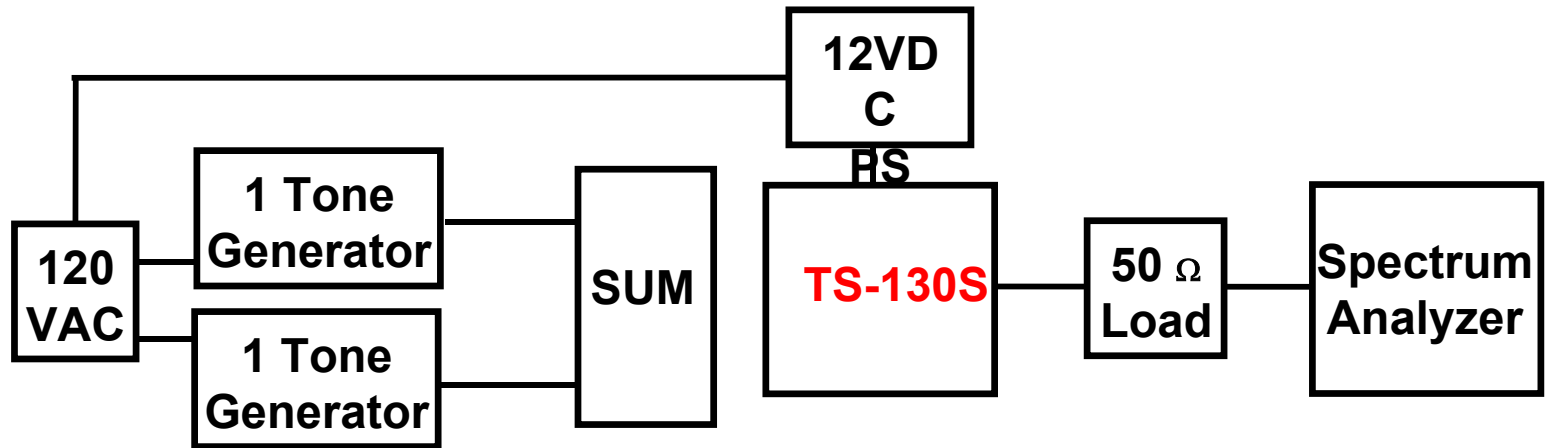 12VD
C
PS
1 Tone
Generator
120
VAC
SUM
TS-130S
50 Ω
Load
Spectrum
Analyzer
1 Tone
Generator